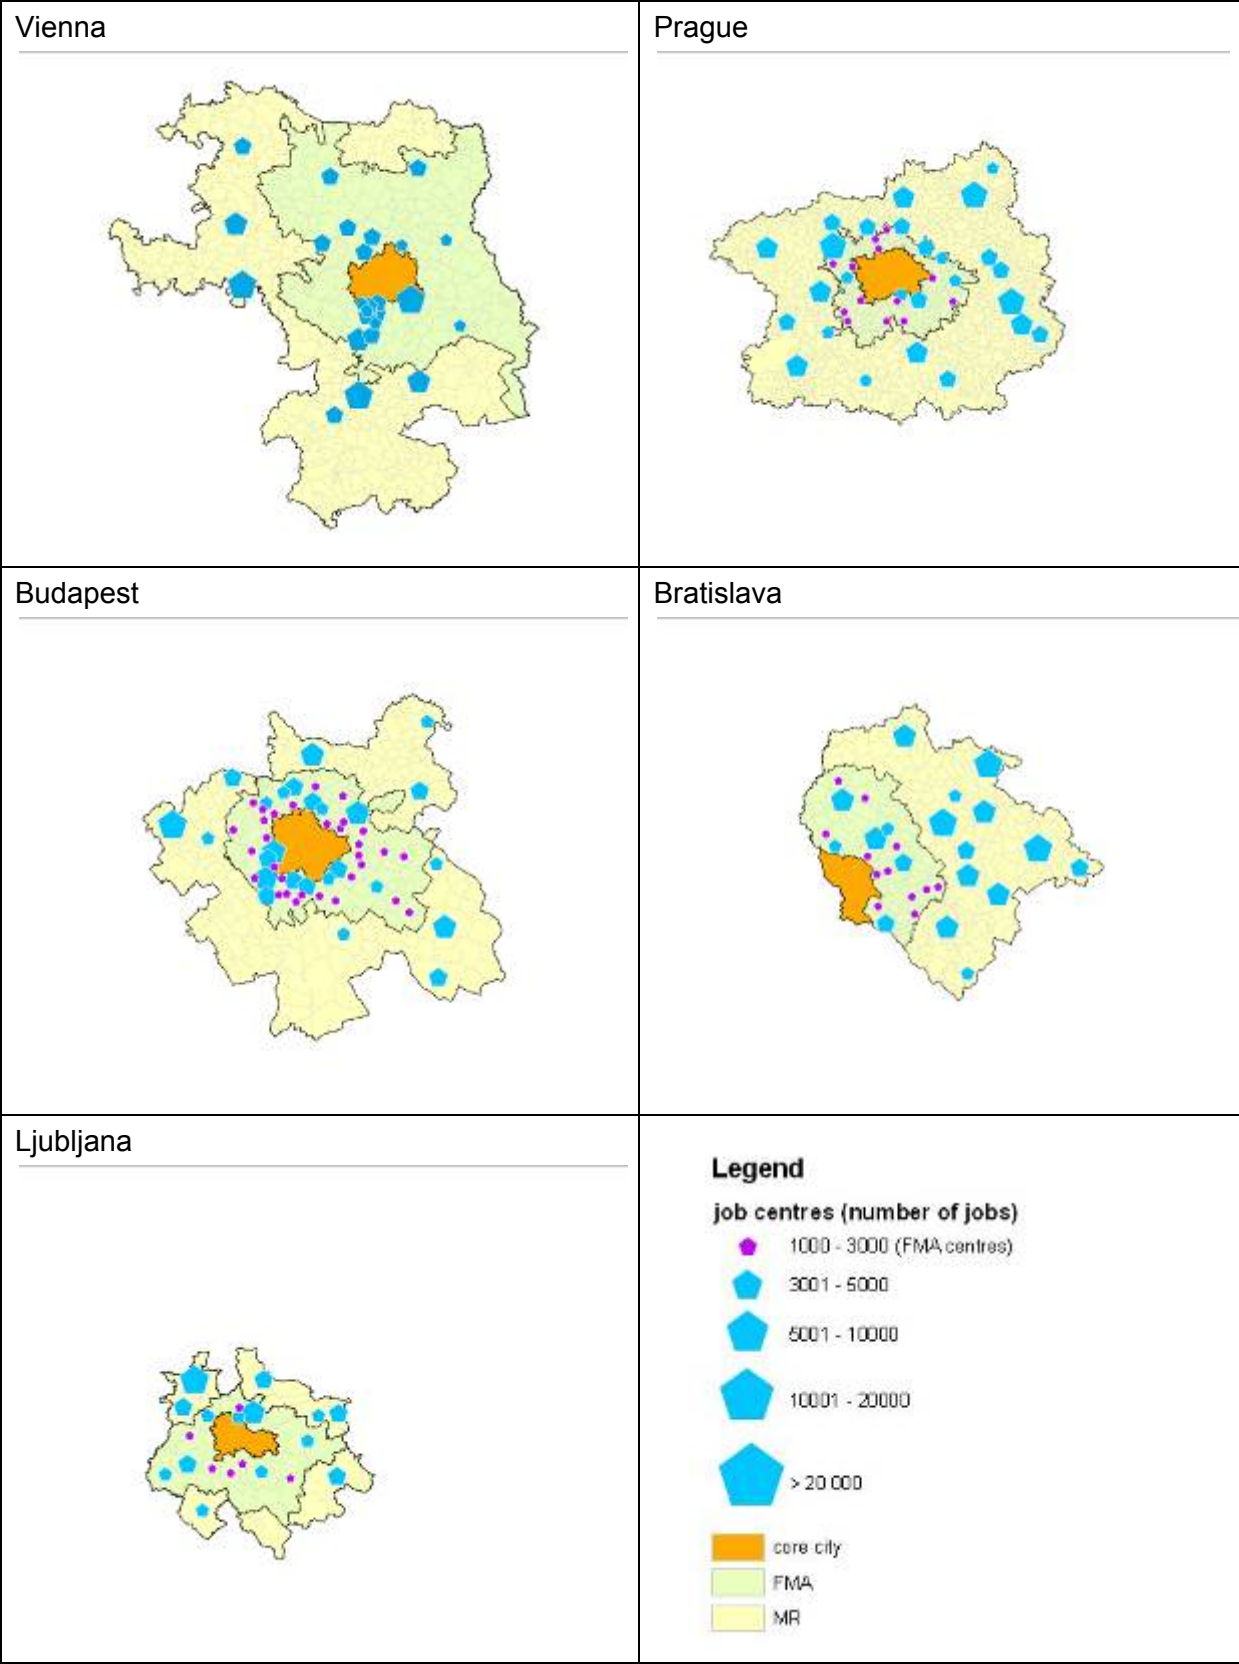 Vienna
Prague
Budapest
Bratislava
Ljubljana
Legend
job centres (number of jobs)
1000 - 3000 (FMA centres)
3001 - 5000
5001 - 10000
10001 - 20000
> 20 000
core city
FMA
MR